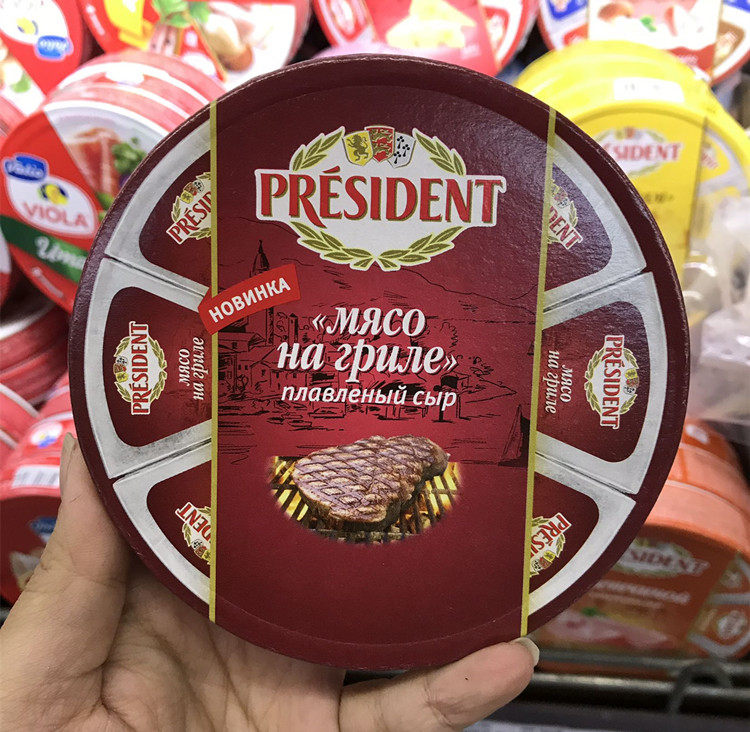 PRÉSIDENT
НОВИНКА
«мясо
на гриле»
плавленый сыр
PRÉSIDENT
мясо
на гриле
PRÉSIDENT
мясо
на гриле
Valio
VIOLA
PRÉSIDENT